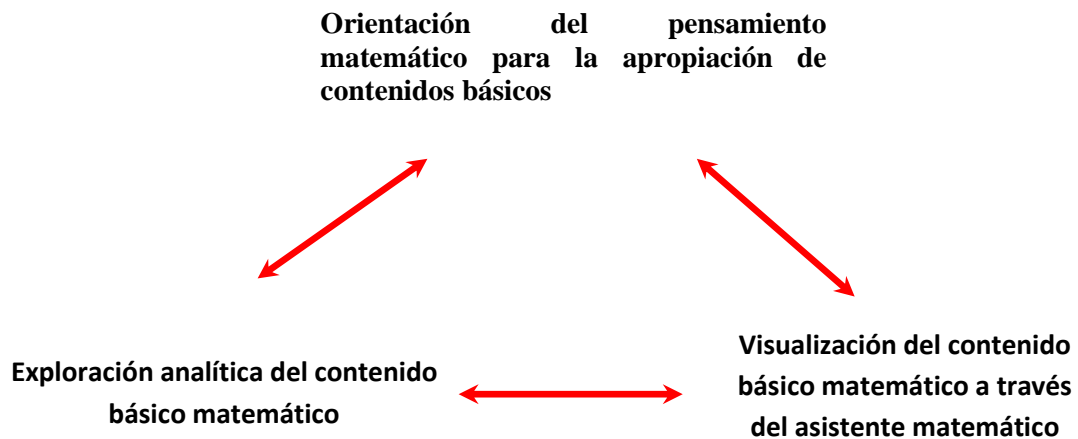 Orientación del pensamiento
matemático para la apropiación de
contenidos básicos
Exploración analítica del contenido
básico matemático
Visualización del contenido
básico matemático a través
del asistente matemático